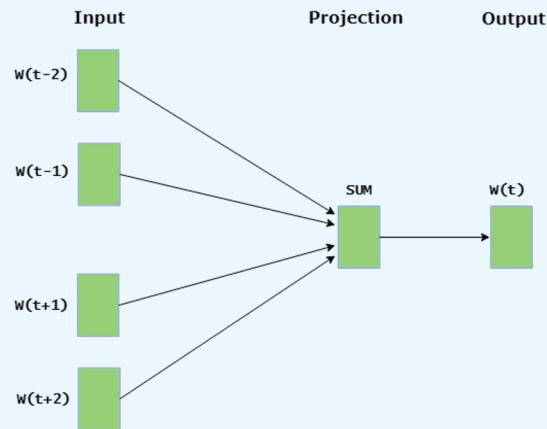 Input Projection Output
W(t-2)
W(t-1)
SUM W(t)
W(t+1)
W(t+2)